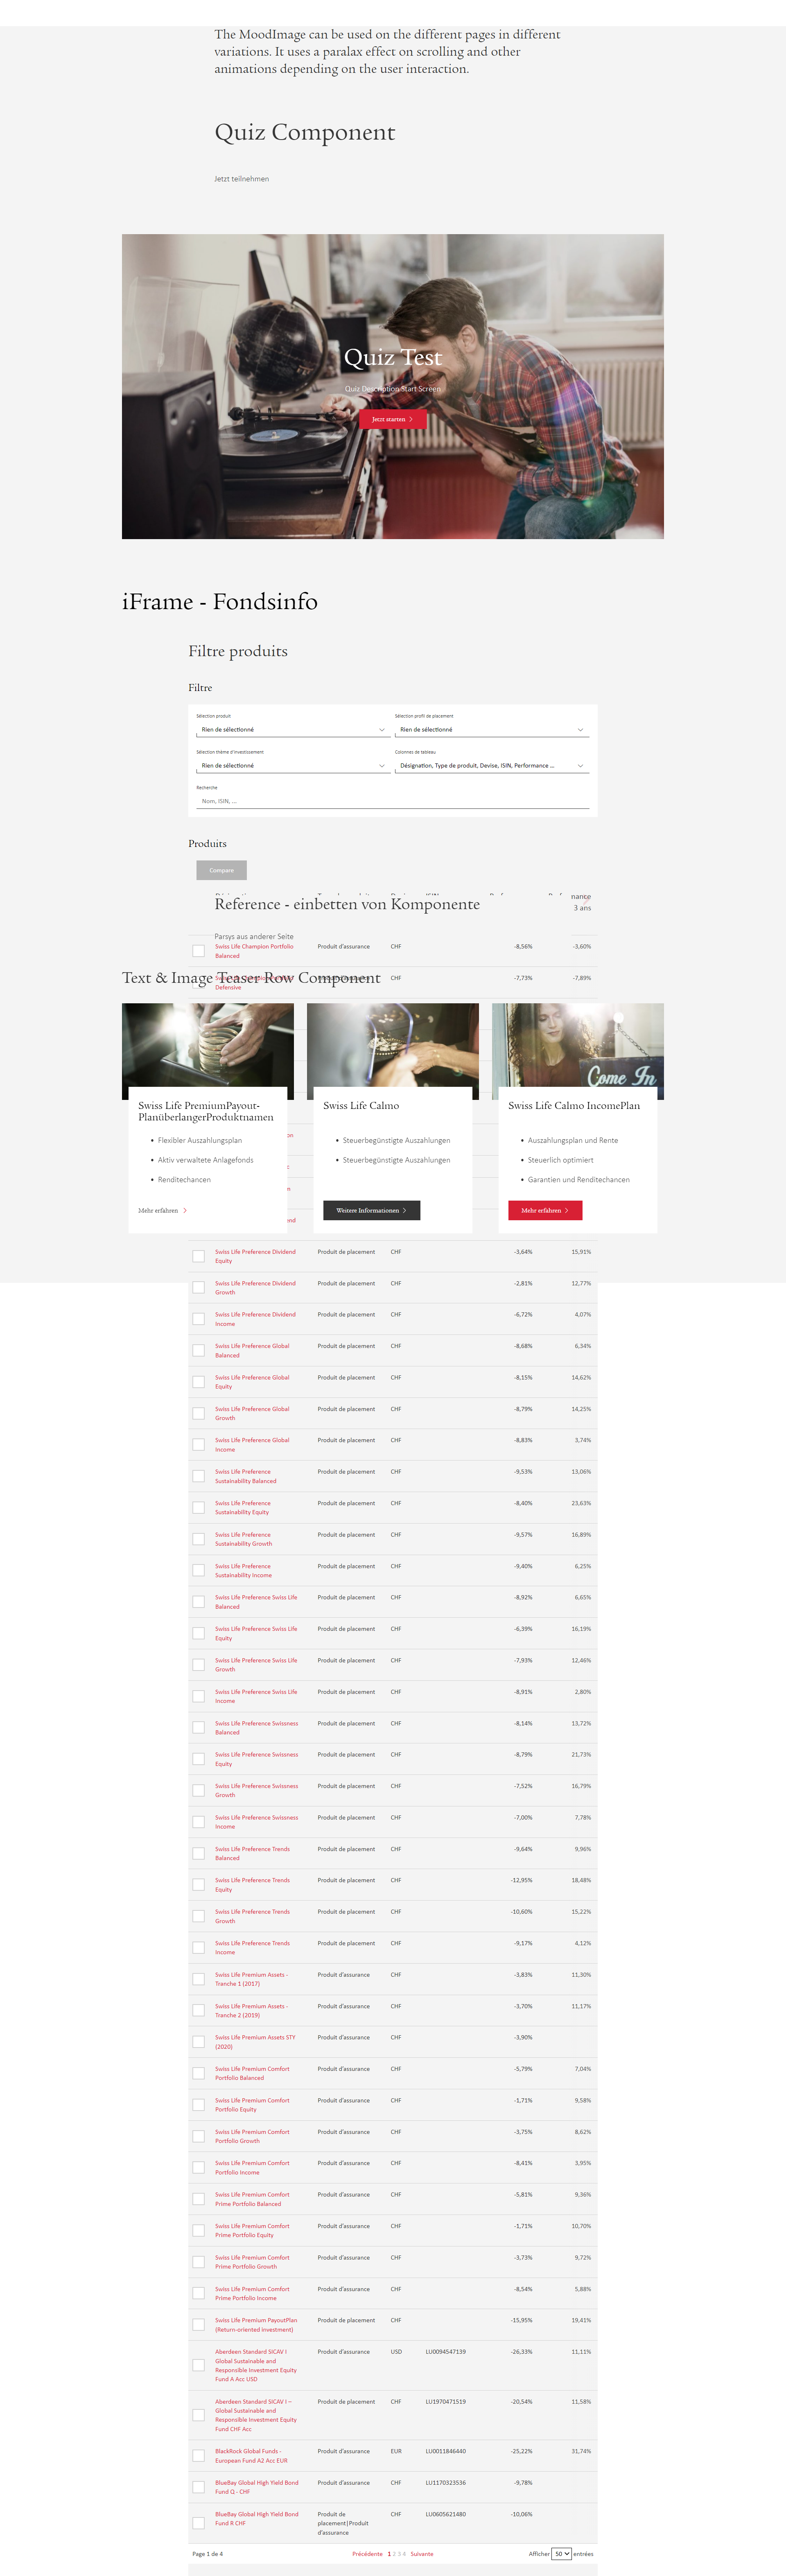 The MoodImage can be used on the different pages in different
variations. It uses a paralax effect on scrolling and other
animations depending on the user interaction.
Quiz Component
Jetzt teilnehmen
Quiz Test
Quiz Description Start Screen
Jetzt starten
iFrame - Fondsinfo
Filtre produits
Filtre
Sélection produit
Sélection profil de placement
Rien de sélectionné
Rien de sélectionné
Sélection thème d'investissement
Colonnes de tableau
Rien de sélectionné
Désignation, Type de produit, Devise, ISIN, Performance ...
Recherche
Nom, ISIN, ...
Produits
Compare
Reference - einbetten von Komponente
3 ans
Parsys aus anderer Seite
Swiss Life Champion Portfolio
Balanced
Produit d'assurance CHF -8,56% -3,60%
Text & Image Teaser Row Component
Defensive
CHF -7,73% -7,89%
Come In
Swiss Life PremiumPayout-
PlanüberlangerProduktnamen
Flexibler Auszahlungsplan
Aktiv verwaltete Anlagefonds
Renditechancen
Mehr erfahren
Swiss Life Calmo
Steuerbegünstigte Auszahlungen
Steuerbegünstigte Auszahlungen
Weitere Informationen
Swiss Life Calmo IncomePlan
Auszahlungsplan und Rente
Steuerlich optimiert
Garantien und Renditechancen
Mehr erfahren
Swiss Life Preference Dividend
Equity
Produit de placement CHF -3,64% 15,91%
Swiss Life Preference Dividend
Growth
Produit de placement CHF -2,81% 12,77%
Swiss Life Preference Dividend
Income
Produit de placement CHF -6,72% 4,07%
Swiss Life Preference Global
Balanced
Produit de placement CHF -8,68% 6,34%
Swiss Life Preference Global
Equity
Produit de placement CHF -8,15% 14,62%
Swiss Life Preference Global
Growth
Produit de placement CHF -8,79% 14,25%
Swiss Life Preference Global
Income
Produit de placement CHF -8,83% 3,74%
Swiss Life Preference
Sustainability Balanced
Produit de placement CHF -9,53% 13,06%
Swiss Life Preference
Sustainability Equity
Produit de placement CHF -8,40% 23,63%
Swiss Life Preference
Sustainability Growth
Produit de placement CHF -9,57% 16,89%
Swiss Life Preference
Sustainability Income
Produit de placement CHF -9,40% 6,25%
Swiss Life Preference Swiss Life
Balanced
Produit de placement CHF -8,92% 6,65%
Swiss Life Preference Swiss Life
Equity
Produit de placement CHF -6,39% 16,19%
Swiss Life Preference Swiss Life
Growth
Produit de placement CHF -7,93% 12,46%
Swiss Life Preference Swiss Life
Income
Produit de placement CHF -8,91% 2,80%
Swiss Life Preference Swissness
Balanced
Produit de placement CHF -8,14% 13,72%
Swiss Life Preference Swissness
Equity
Produit de placement CHF -8,79% 21,73%
Swiss Life Preference Swissness
Growth
Produit de placement CHF -7,52% 16,79%
Swiss Life Preference Swissness
Income
Produit de placement CHF -7,00% 7,78%
Swiss Life Preference Trends
Balanced
Produit de placement CHF -9,64% 9,96%
Swiss Life Preference Trends
Equity
Produit de placement CHF -12,95% 18,48%
Swiss Life Preference Trends
Growth
Produit de placement CHF -10,60% 15,22%
Swiss Life Preference Trends
Income
Produit de placement CHF -9,17% 4,12%
Swiss Life Premium Assets -
Tranche 1 (2017)
Produit d'assurance CHF -3,83% 11,30%
Swiss Life Premium Assets -
Tranche 2 (2019)
Produit d'assurance CHF -3,70% 11,17%
Swiss Life Premium Assets STY
(2020)
Produit d'assurance CHF -3,90%
Swiss Life Premium Comfort
Portfolio Balanced
Produit d'assurance CHF -5,79% 7,04%
Swiss Life Premium Comfort
Portfolio Equity
Produit d'assurance CHF -1,71% 9,58%
Swiss Life Premium Comfort
Portfolio Growth
Produit d'assurance CHF -3,75% 8,62%
Swiss Life Premium Comfort
Portfolio Income
Produit d'assurance CHF -8,41% 3,95%
Swiss Life Premium Comfort
Prime Portfolio Balanced
Produit d'assurance CHF -5,81% 9,36%
Swiss Life Premium Comfort
Prime Portfolio Equity
Produit d'assurance CHF -1,71% 10,70%
Swiss Life Premium Comfort
Prime Portfolio Growth
Produit d'assurance CHF -3,73% 9,72%
Swiss Life Premium Comfort
Prime Portfolio Income
Produit d'assurance CHF -8,54% 5,88%
Swiss Life Premium PayoutPlan
(Return-oriented investment)
Produit de placement CHF -15,95% 19,41%
Aberdeen Standard SICAV I
Global Sustainable and
Responsible Investment Equity
Fund A Acc USD
Produit d'assurance USD LU0094547139 -26,33% 11,11%
Aberdeen Standard SICAV I –
Global Sustainable and
Responsible Investment Equity
Fund CHF Acc
Produit de placement CHF LU1970471519 -20,54% 11,58%
BlackRock Global Funds -
European Fund A2 Acc EUR
Produit d'assurance EUR LU0011846440 -25,22% 31,74%
BlueBay Global High Yield Bond
Fund Q - CHF
Produit d'assurance CHF LU1170323536 -9,78%
BlueBay Global High Yield Bond
Fund R CHF
Produit de
placement|Produit
d'assurance
CHF LU0605621480 -10,06%
Page 1 de 4 Précédente 1 2 3 4 Suivante Afficher 50 entrées